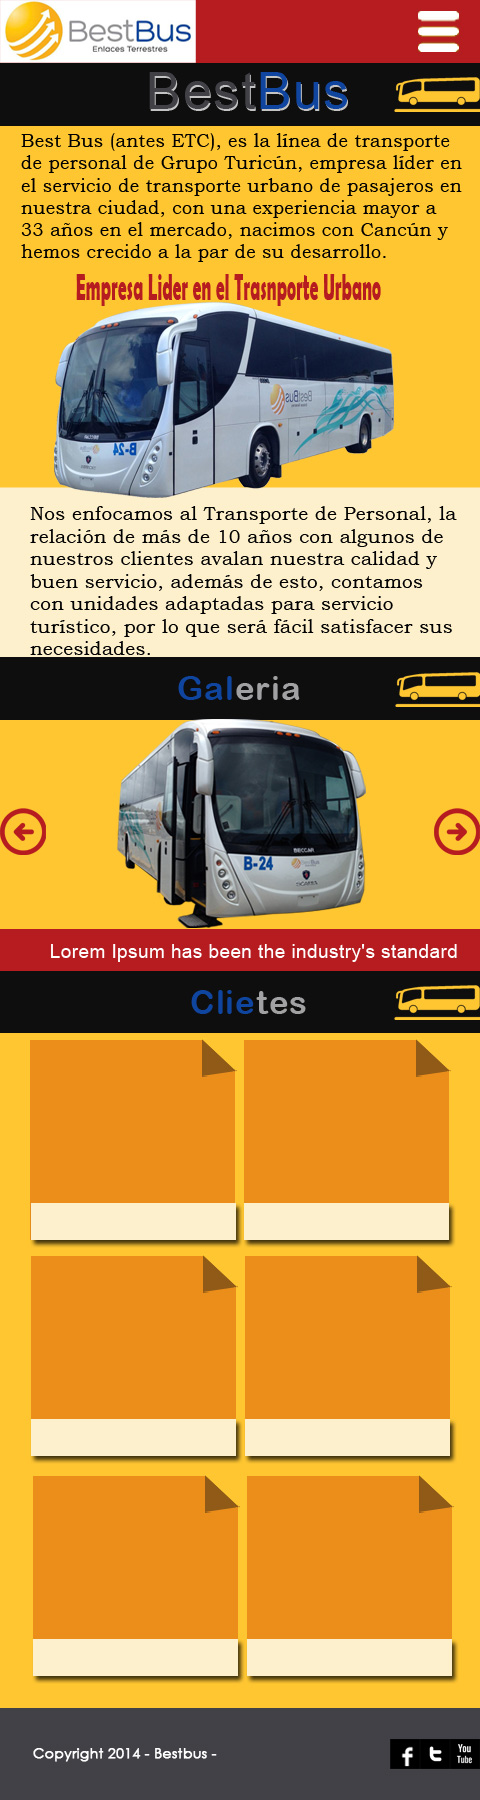 BestBus
Enlaces Terrestres
BestBus
Best Bus (antes ETC), es la línea de transporte
de personal de Grupo Turicún, empresa líder en
el servicio de transporte urbano de pasajeros en
nuestra ciudad, con una experiencia mayor a
33 años en el mercado, nacimos con Cancún y
hemos crecido a la par de su desarrollo.
Empresa Lider en el Trasnporte Urbano
BestBus
B-24
Nos enfocamos al Transporte de Personal, la
relación de más de 10 años con algunos de
nuestros clientes avalan nuestra calidad y
buen servicio, además de esto, contamos
con unidades adaptadas para servicio
turístico, por lo que será fácil satisfacer sus
necesidades.
Galeria
B-24
BECCAR
BestBus
SCANIA
Lorem Ipsum has been the industry's standard
Clietes
Copyright 2014 - Bestbus -
f t You
Tube